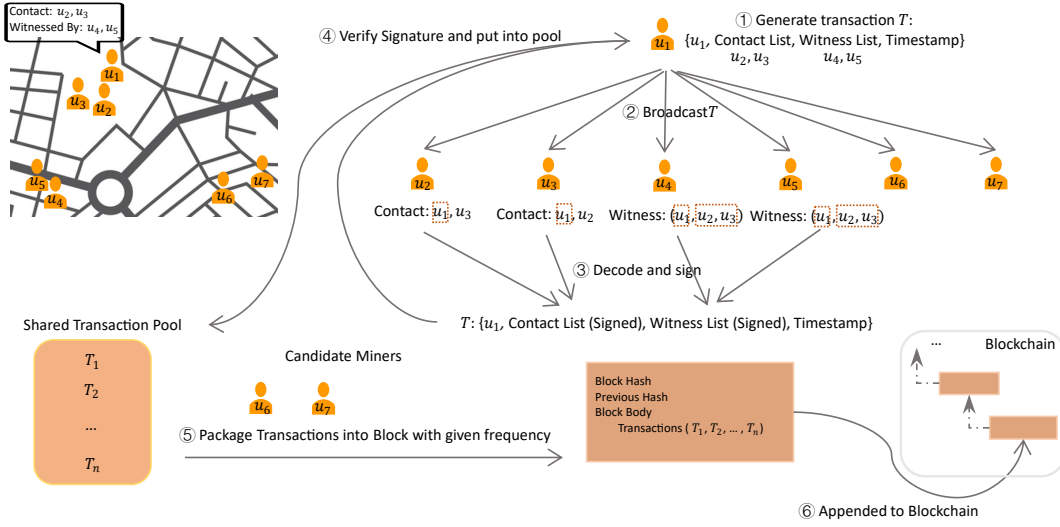 Contact: u₂, u₃
Witnessed By: u₄, u₅
u₁
u₃
u₂
u₅
u₄
u₆
u₇
④ Verify Signature and put into pool
u₁
① Generate transaction T:
{u₁, Contact List, Witness List, Timestamp}
u₂, u₃
u₄, u₅
② Broadcast T
u₂
u₃
u₄
u₅
u₆
u₇
Contact: u₁, u₃
Contact: u₁, u₂
Witness: (u₁, u₂, u₃)
Witness: (u₁, u₂, u₃)
③ Decode and sign
T: {u₁, Contact List (Signed), Witness List (Signed), Timestamp}
Shared Transaction Pool
T₁
T₂
...
Tₙ
Candidate Miners
u₆
u₇
⑤ Package Transactions into Block with given frequency
Block Hash
Previous Hash
Block Body
Transactions ( T₁, T₂, ... , Tₙ)
... Blockchain
⑥ Appended to Blockchain